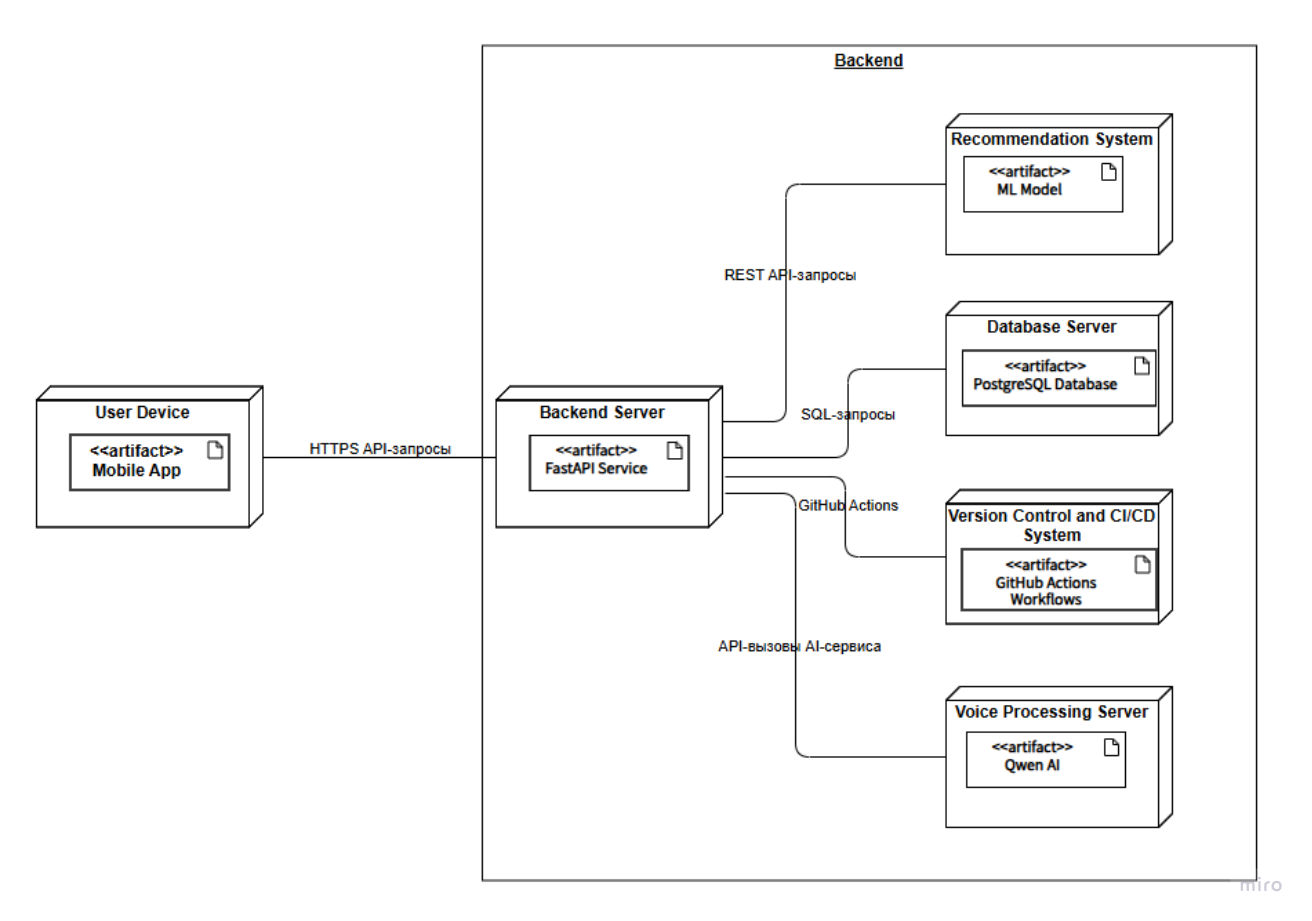 Backend
Recommendation System
<<artifact>>
ML Model
REST API-запросы
Database Server
<<artifact>>
PostgreSQL Database
User Device
<<artifact>>
Mobile App
HTTPS API-запросы
Backend Server
<<artifact>>
FastAPI Service
SQL-запросы
GitHub Actions
Version Control and CI/CD
System
<<artifact>>
GitHub Actions
Workflows
API-вызовы AI-сервиса
Voice Processing Server
<<artifact>>
Qwen AI
miro